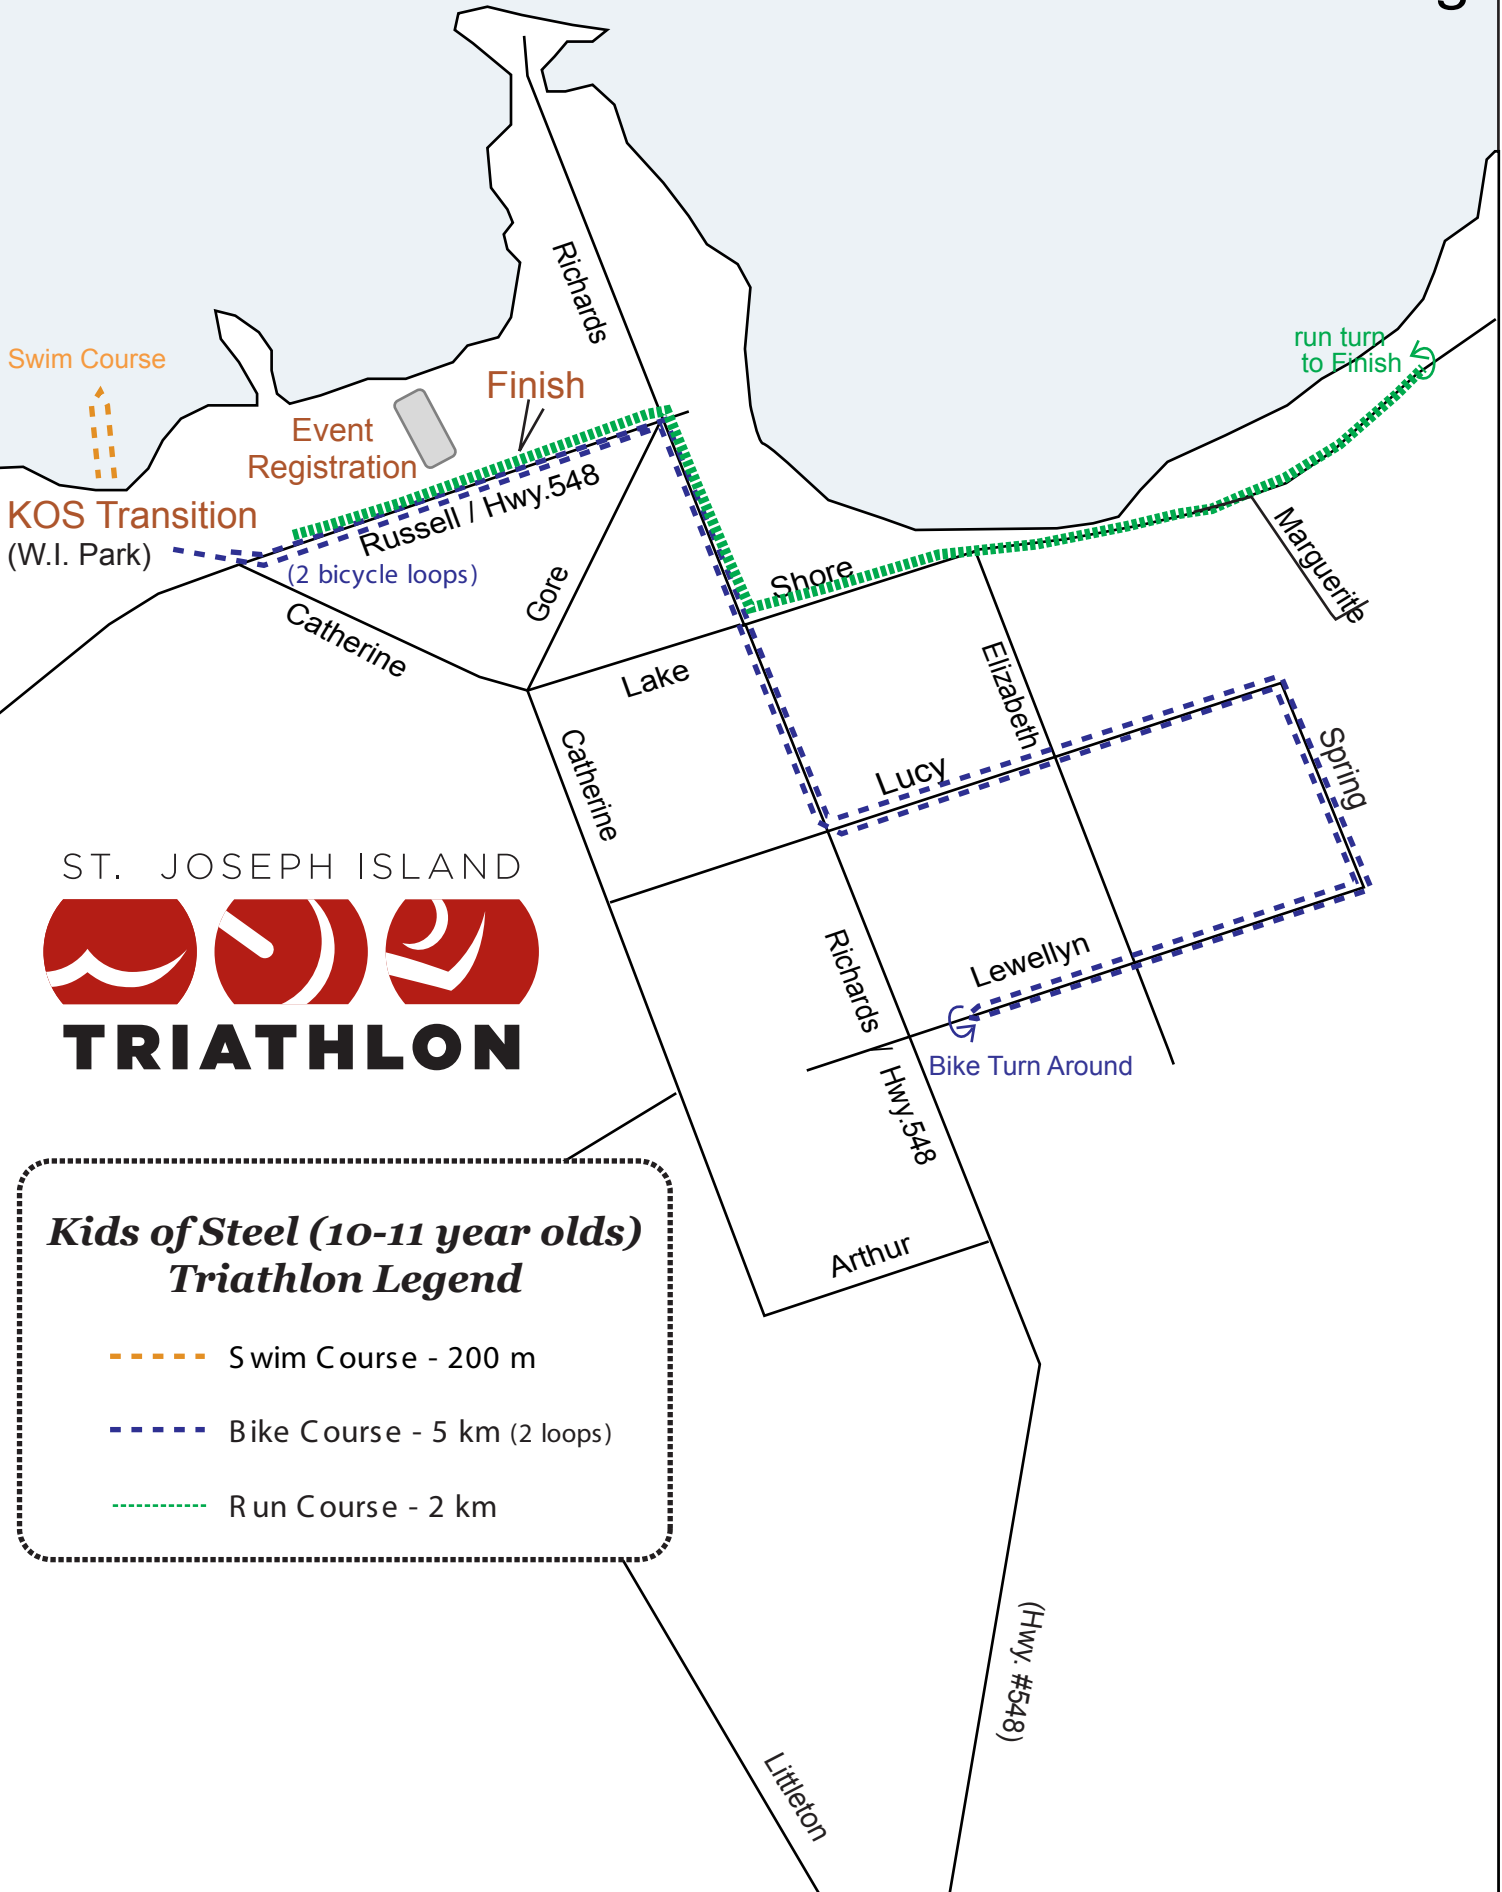 Richards
Swim Course
run turn
to Finish
Finish
Event
Registration
KOS Transition
(W.I. Park)
Russell / Hwy.548
(2 bicycle loops)
Gore
Shore
Marguerite
Catherine
Lake
Elizabeth
Catherine
Lucy
Spring
ST. JOSEPH ISLAND
TRIATHLON
Richards / Hwy.548
Lewellyn
Bike Turn Around
Arthur
Kids of Steel (10-11 year olds)
Triathlon Legend
Swim Course - 200 m
Bike Course - 5 km (2 loops)
Run Course - 2 km
(Hwy. #548)
Littleton